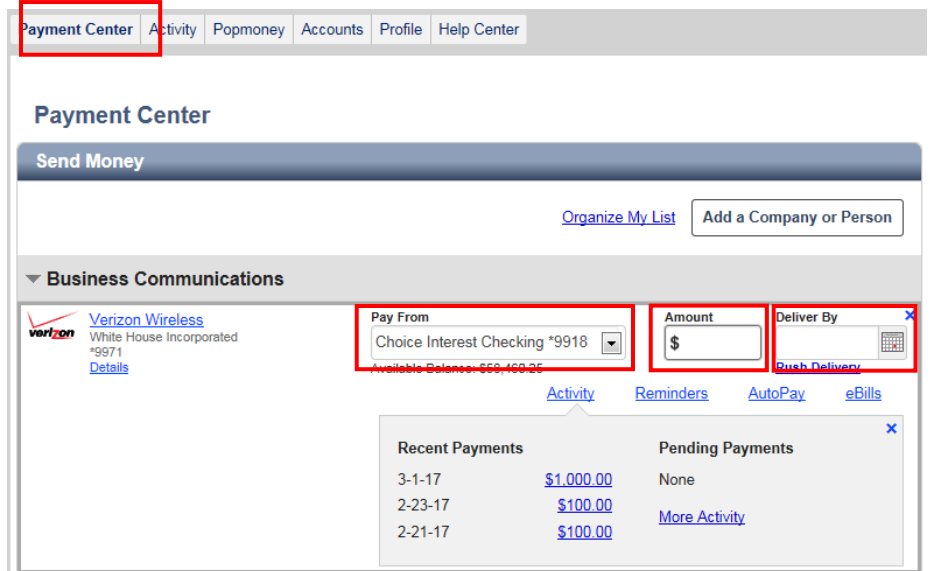 Payment Center Activity Popmoney Accounts Profile Help Center
Payment Center
Send Money
Organize My List Add a Company or Person
Business Communications
verizon
Verizon Wireless
White House Incorporated
*9971
Details
Pay From
Choice Interest Checking *9918
Available Balance:
Amount
$
Deliver By
Rush Delivery
Activity Reminders AutoPay eBills
Recent Payments Pending Payments
3-1-17 $1,000.00 None
2-23-17 $100.00
More Activity
2-21-17 $100.00